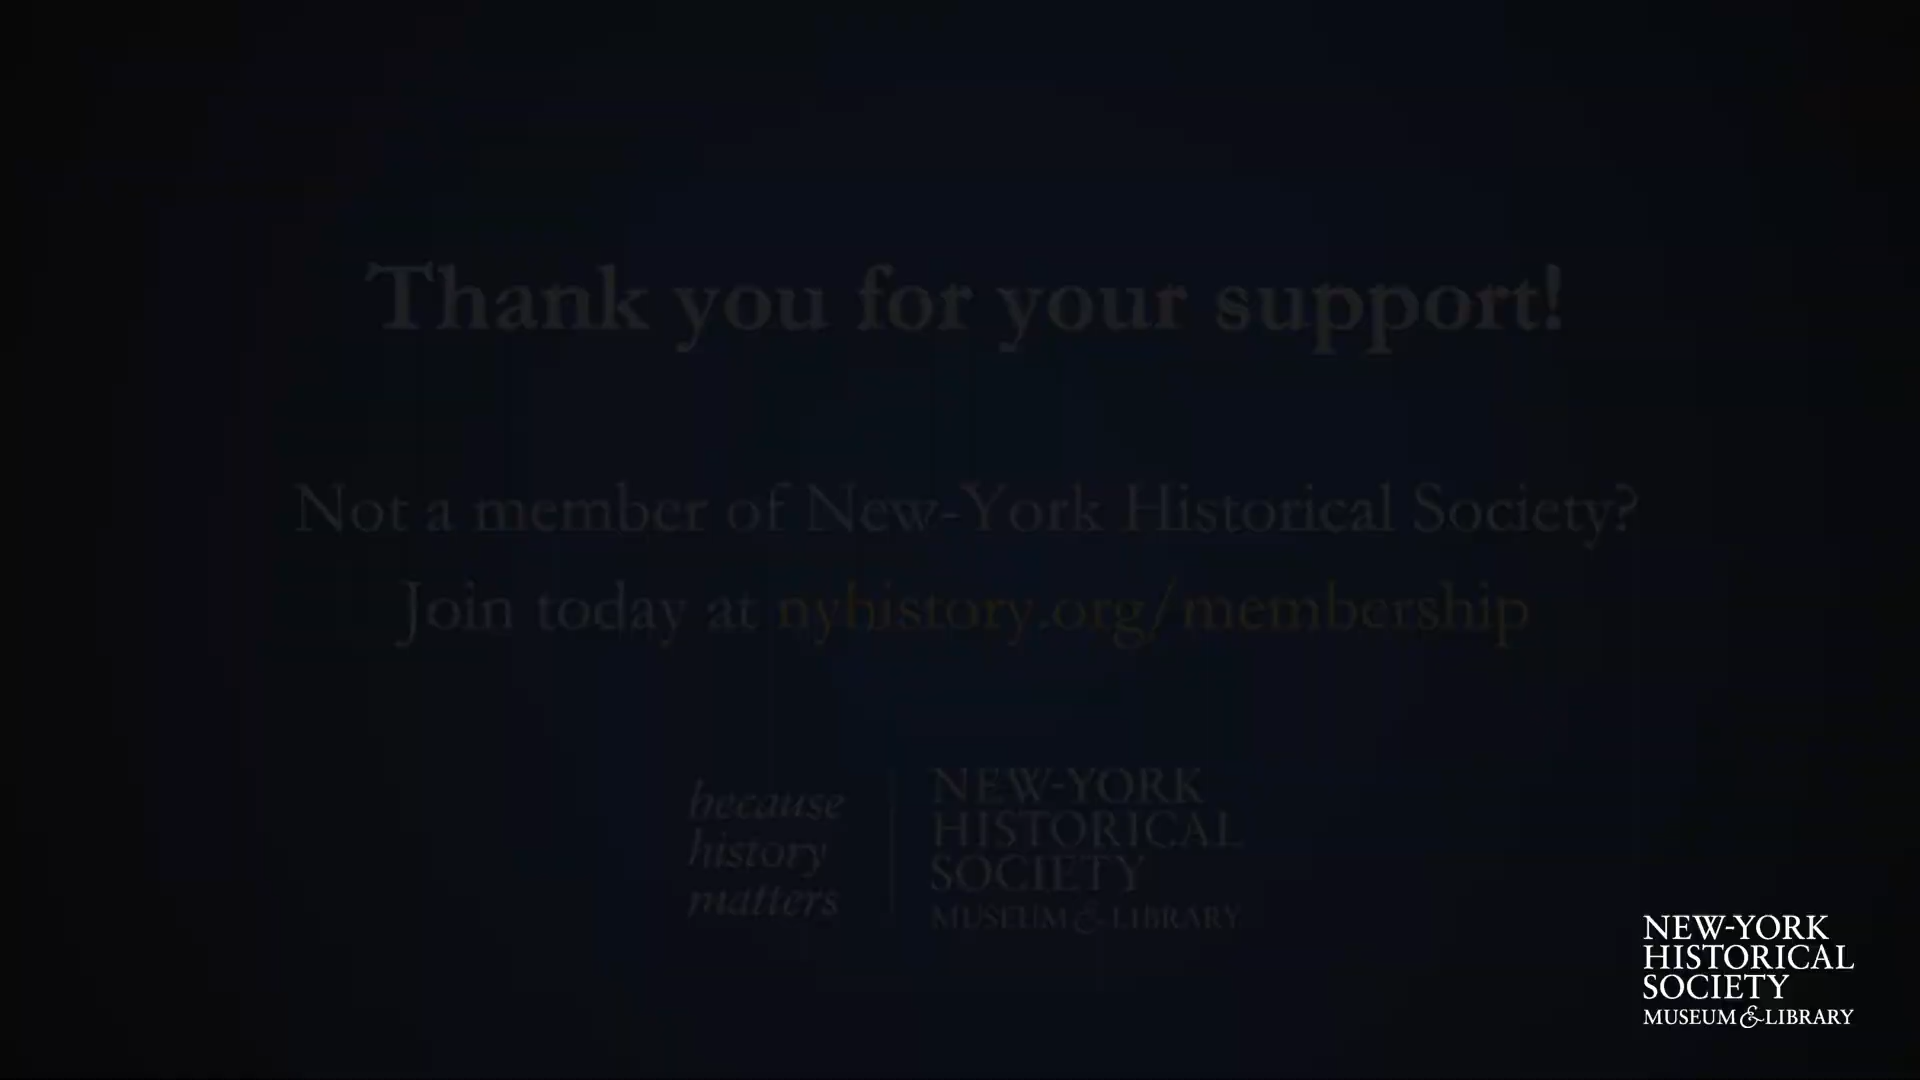 Thank you for your support!
Not a member of New-York Historical Society?
Join today at nyhistory.org/membership
because
history
matters
NEW-YORK
HISTORICAL
SOCIETY
MUSEUM & LIBRARY
NEW-YORK
HISTORICAL
SOCIETY
MUSEUM & LIBRARY